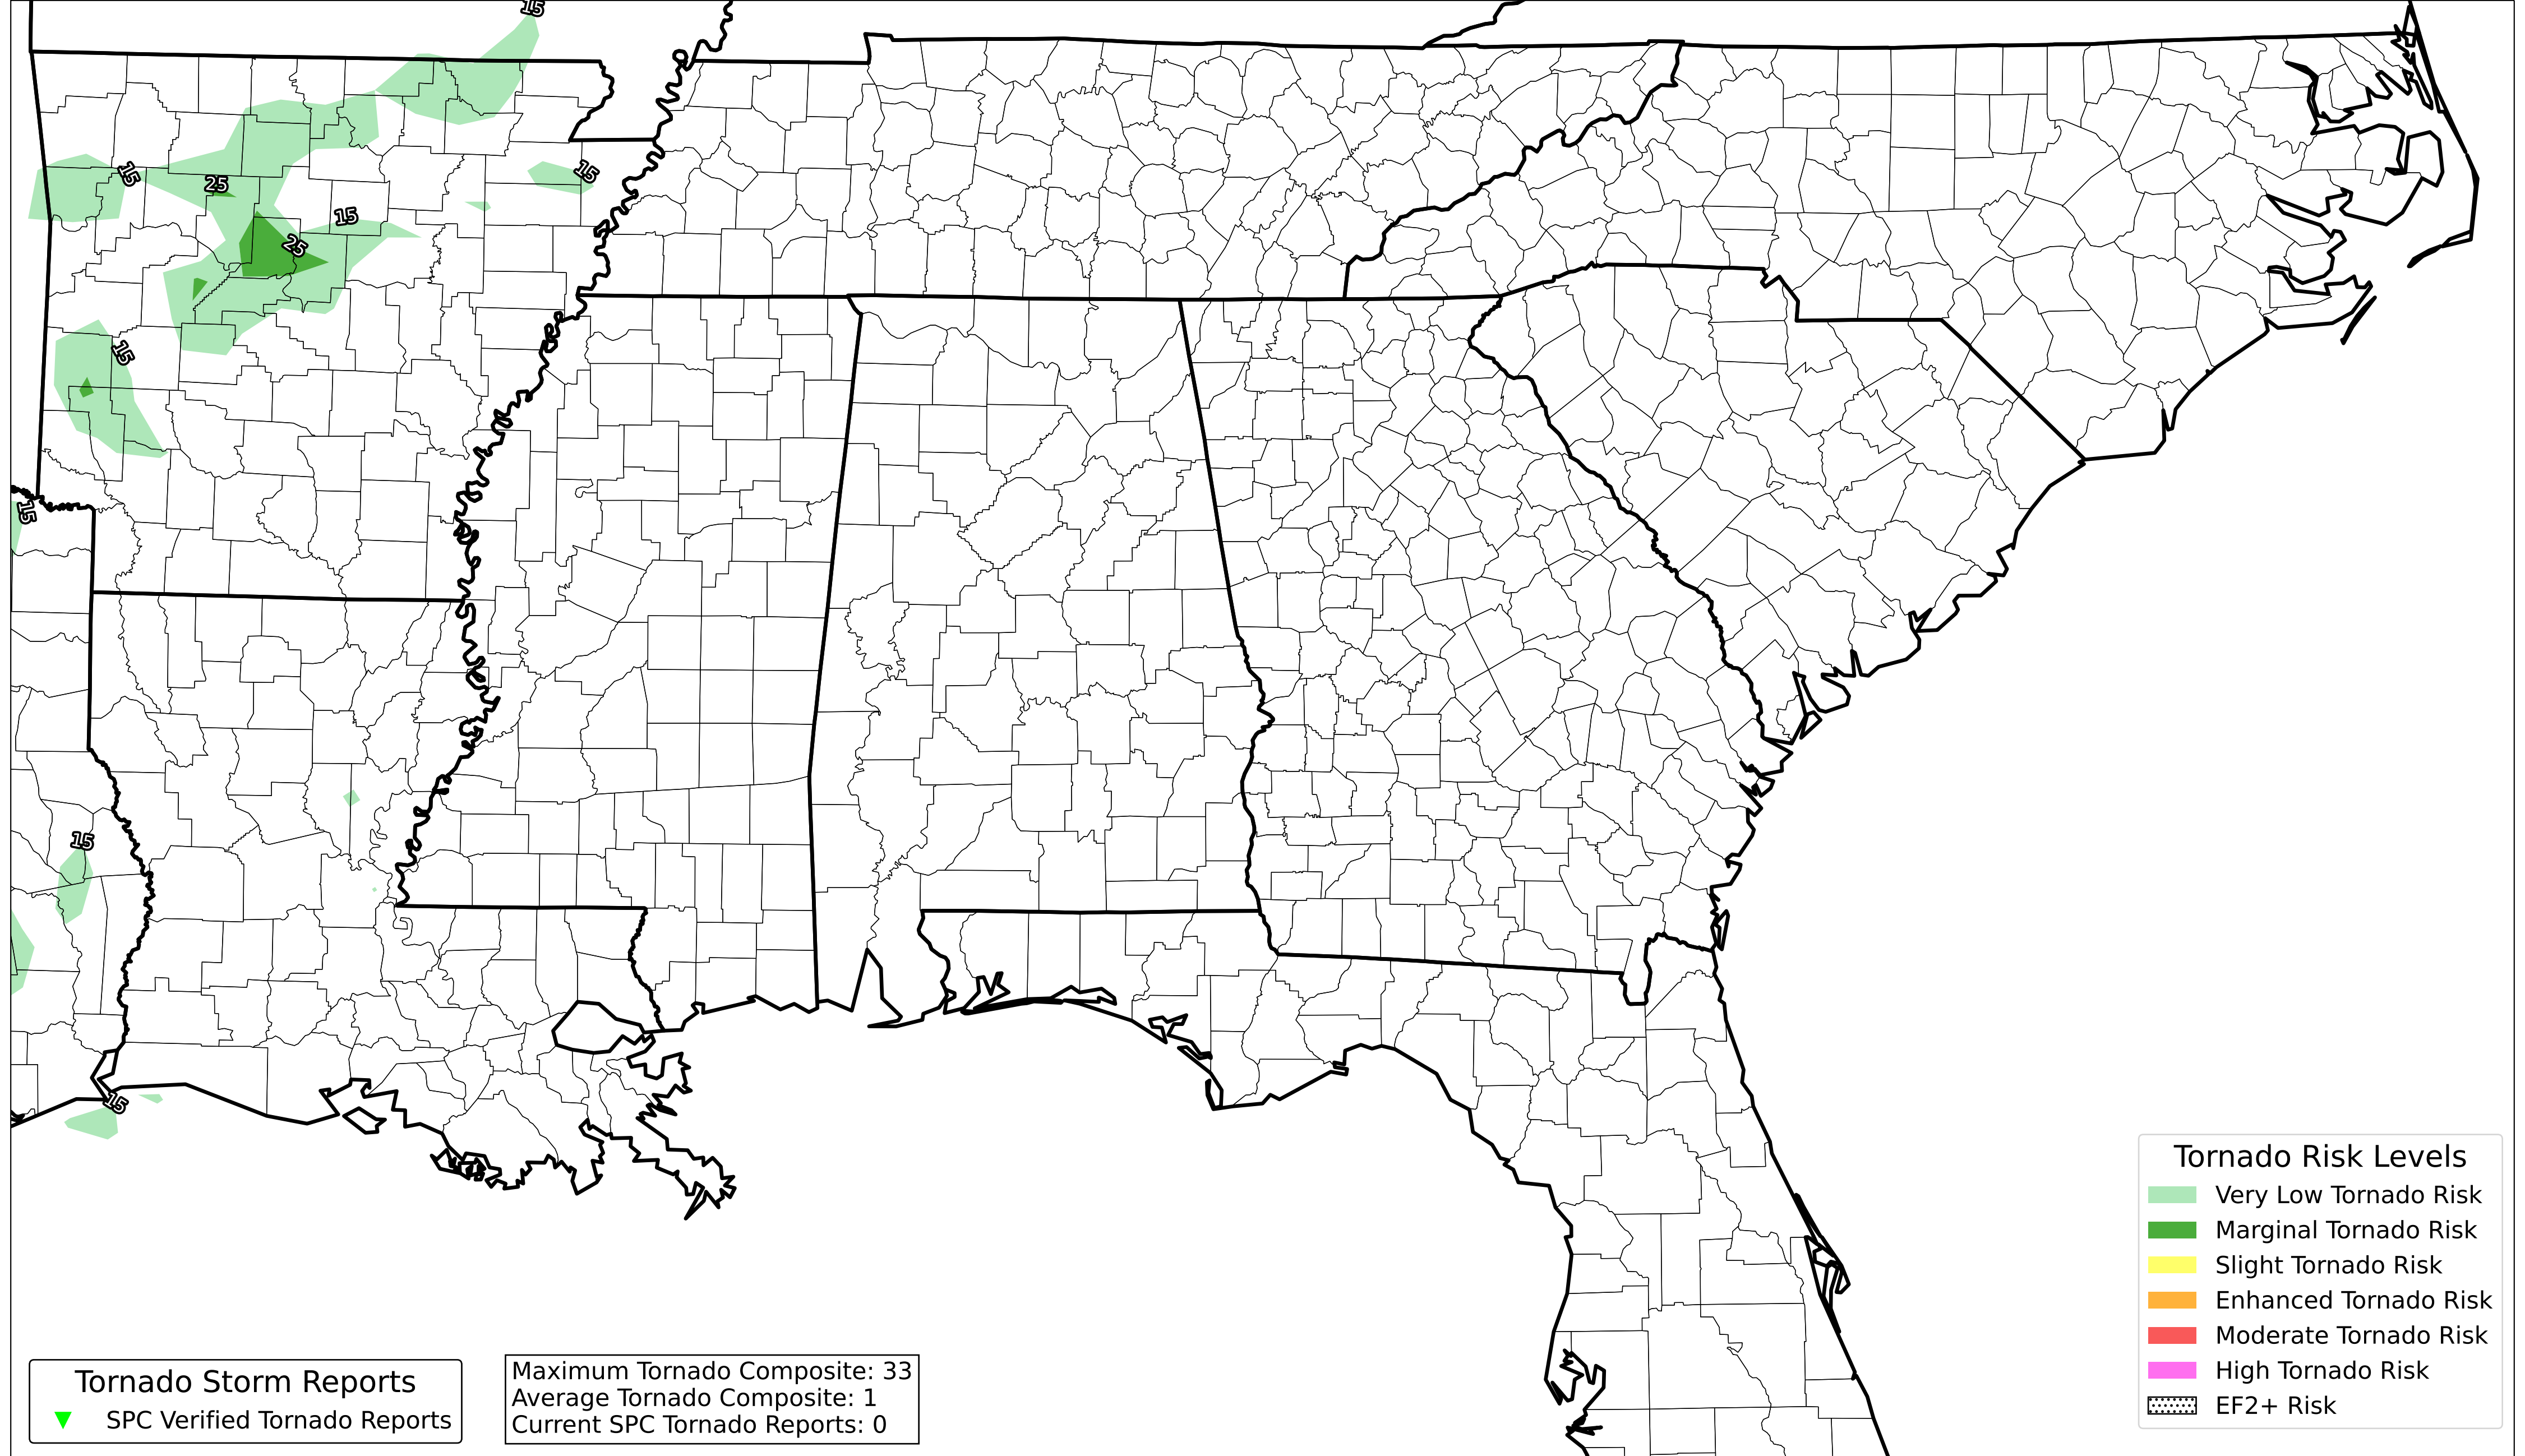 15
15
25
15
15
25
15
15
15
15
Tornado Risk Levels
Very Low Tornado Risk
Marginal Tornado Risk
Slight Tornado Risk
Enhanced Tornado Risk
Moderate Tornado Risk
High Tornado Risk
EF2+ Risk
Tornado Storm Reports
SPC Verified Tornado Reports
Maximum Tornado Composite: 33
Average Tornado Composite: 1
Current SPC Tornado Reports: 0